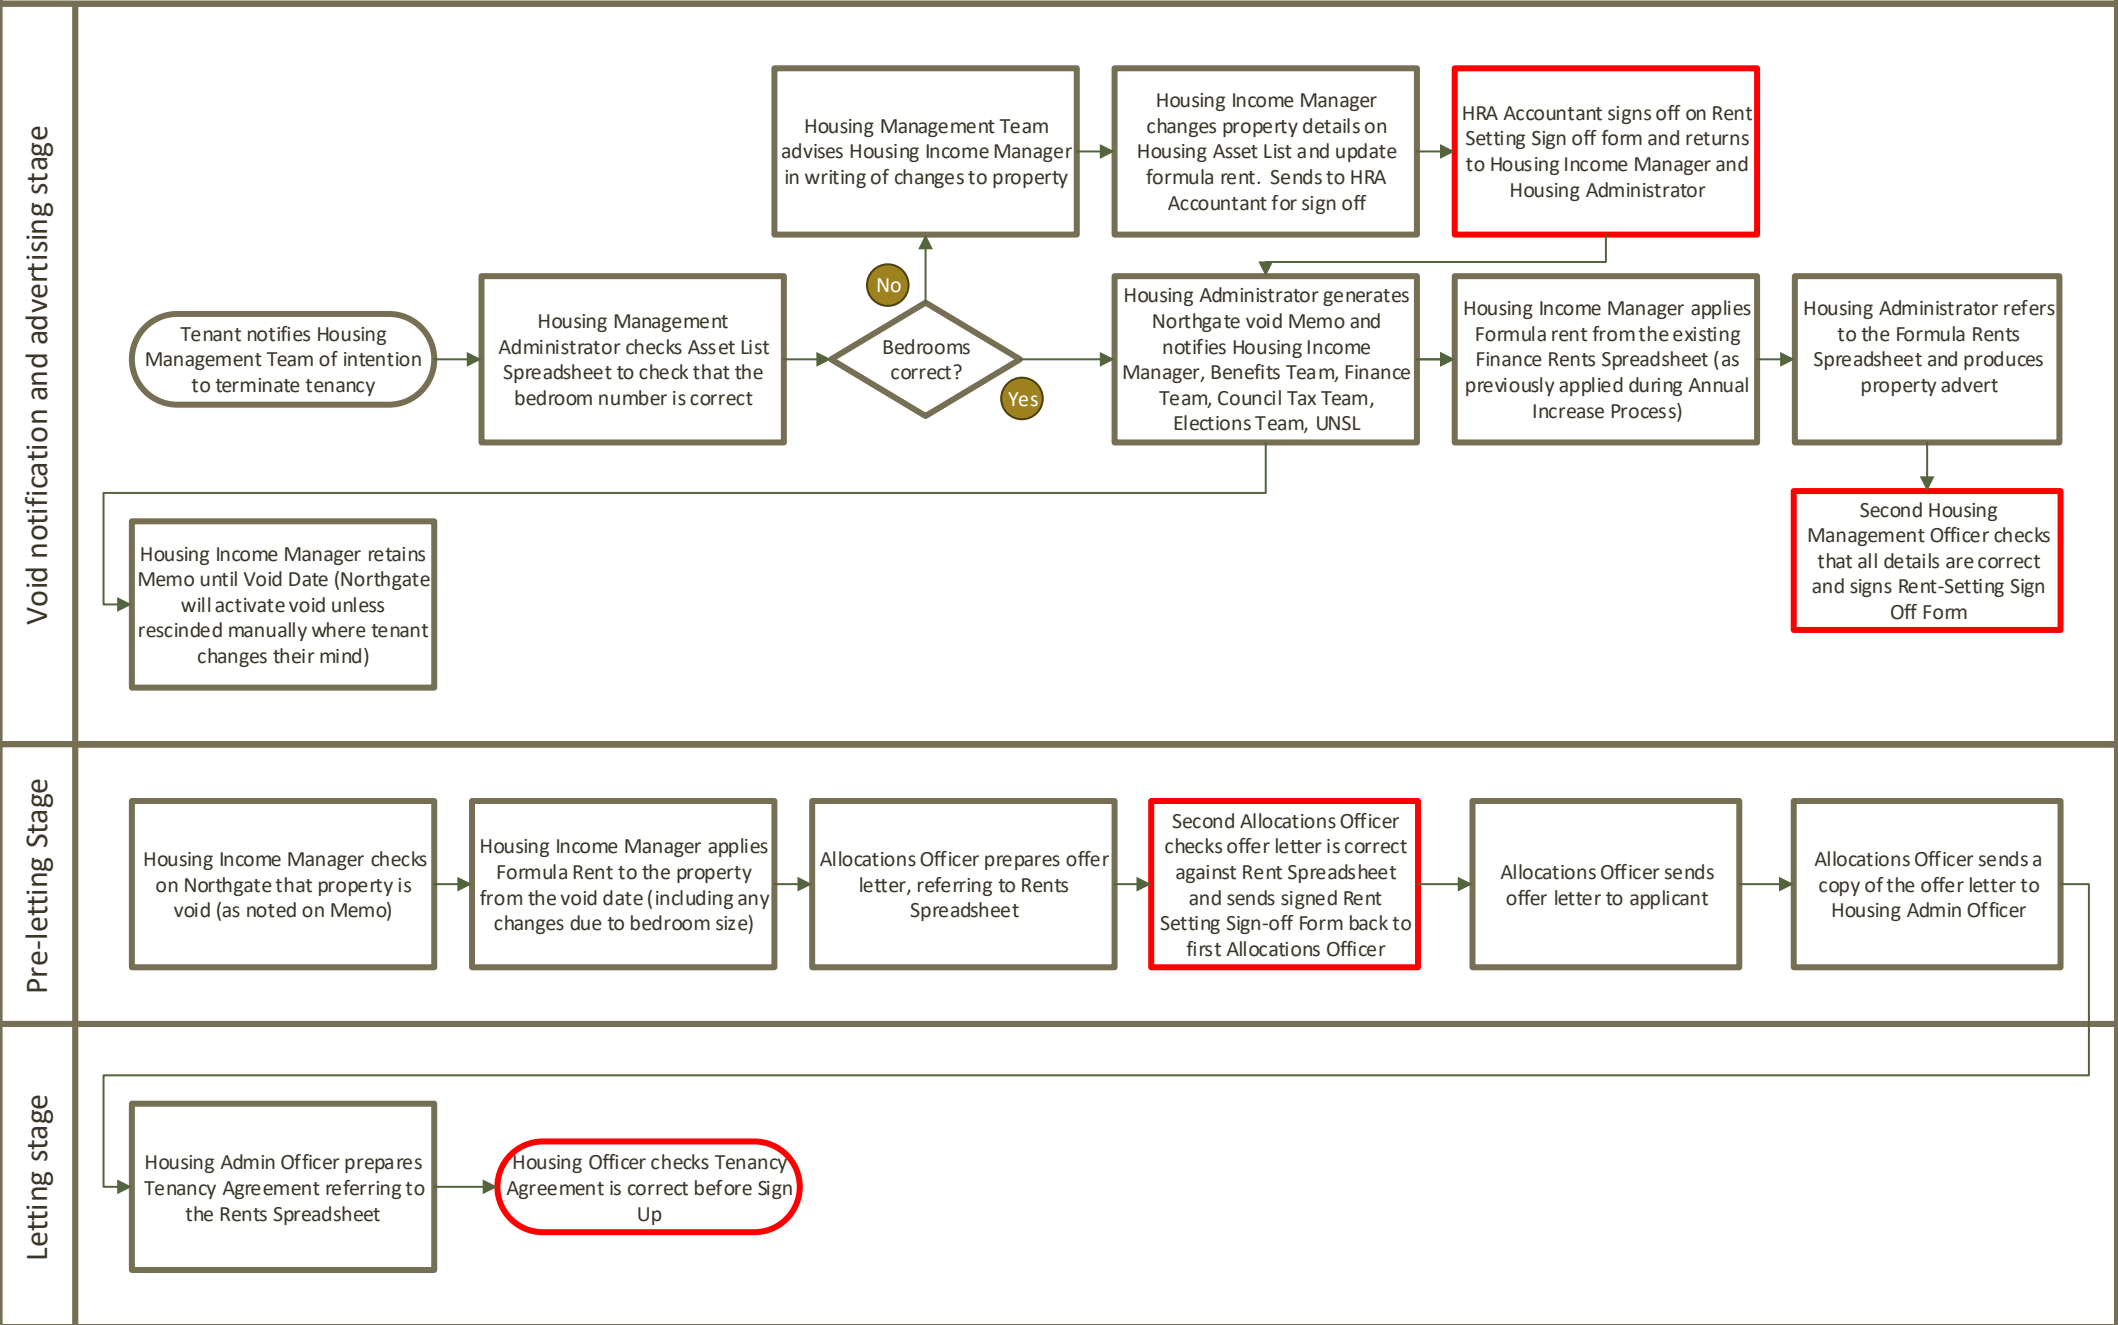 Void notification and advertising stage
Housing Management Team
advises Housing Income Manager
in writing of changes to property
Housing Income Manager
changes property details on
Housing Asset List and update
formula rent.  Sends to HRA
Accountant for sign off
HRA Accountant signs off on Rent
Setting Sign off form and returns
to Housing Income Manager and
Housing Administrator
Tenant notifies Housing
Management Team of intention
to terminate tenancy
Housing Management
Administrator checks Asset List
Spreadsheet to check that the
bedroom number is correct
No
Bedrooms
correct?
Yes
Housing Administrator generates
Northgate void Memo and
notifies Housing Income
Manager, Benefits Team, Finance
Team, Council Tax Team,
Elections Team, UNSL
Housing Income Manager applies
Formula rent from the existing
Finance Rents Spreadsheet (as
previously applied during Annual
Increase Process)
Housing Administrator refers
to the Formula Rents
Spreadsheet and produces
property advert
Second Housing
Management Officer checks
that all details are correct
and signs Rent-Setting Sign
Off Form
Housing Income Manager retains
Memo until Void Date (Northgate
will activate void unless
rescinded manually where tenant
changes their mind)
Pre-letting Stage
Housing Income Manager checks
on Northgate that property is
void (as noted on Memo)
Housing Income Manager applies
Formula Rent to the property
from the void date (including any
changes due to bedroom size)
Allocations Officer prepares offer
letter, referring to Rents
Spreadsheet
Second Allocations Officer
checks offer letter is correct
against Rent Spreadsheet
and sends signed Rent
Setting Sign-off Form back to
first Allocations Officer
Allocations Officer sends
offer letter to applicant
Allocations Officer sends a
copy of the offer letter to
Housing Admin Officer
Letting stage
Housing Admin Officer prepares
Tenancy Agreement referring to
the Rents Spreadsheet
Housing Officer checks Tenancy
Agreement is correct before Sign
Up